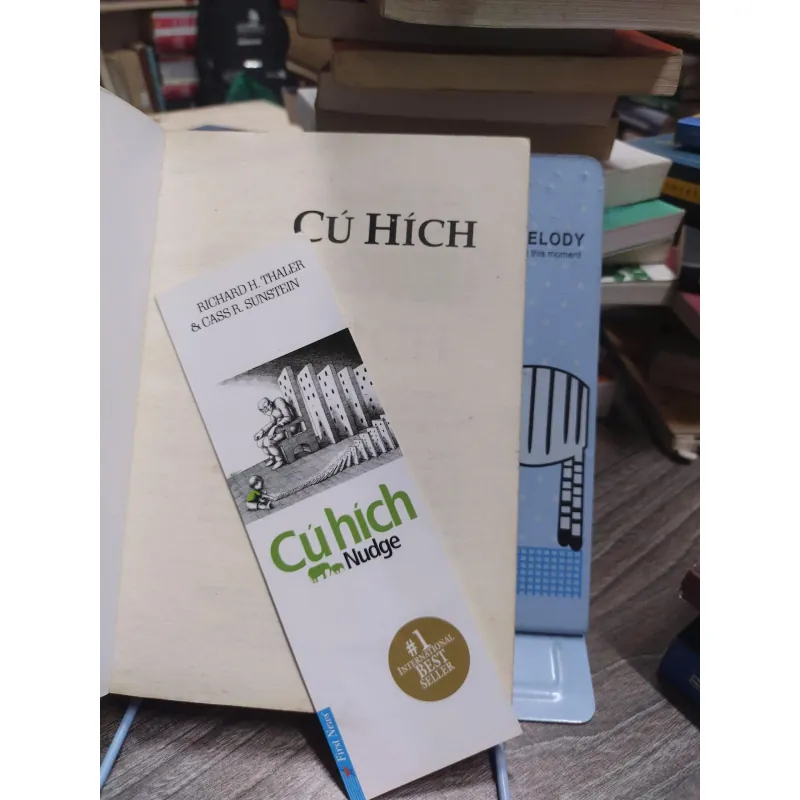 CÚ HÍCH
ELODY
this moment
RICHARD H. THALER
& CASS R. SUNSTEIN
Cú hích
Nudge
#1
INTERNATIONAL
BEST
SELLER
First News